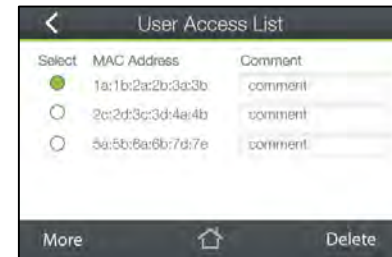 User Access List
Select MAC Address Comment
1a:1b:2a:2b:3a:3b comment
2c:2d:3c:3d:4a:4b comment
5a:5b:6a:6b:7d:7e comment
More Delete